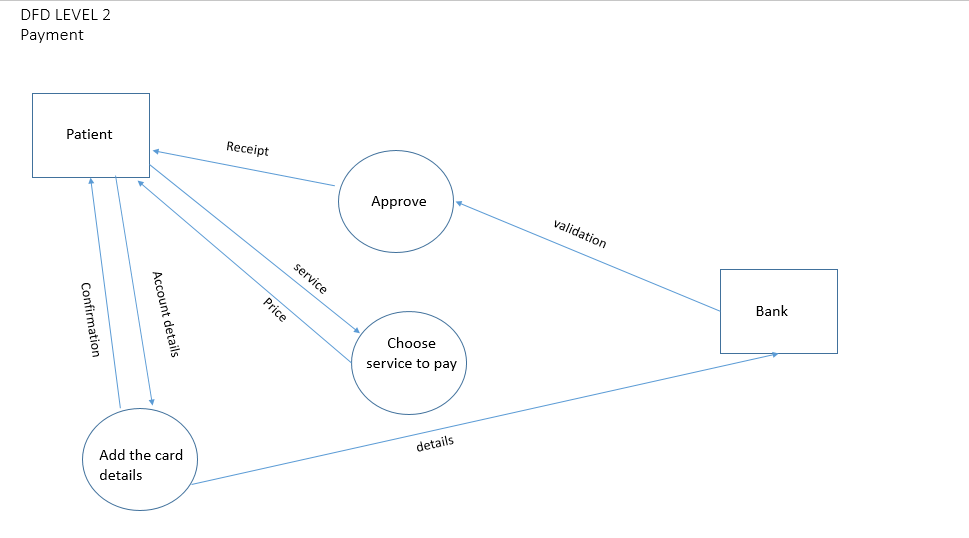 DFD LEVEL 2
Payment
Patient
Receipt
Approve
validation
service
Price
Account details
Confirmation
Bank
Choose
service to pay
details
Add the card
details